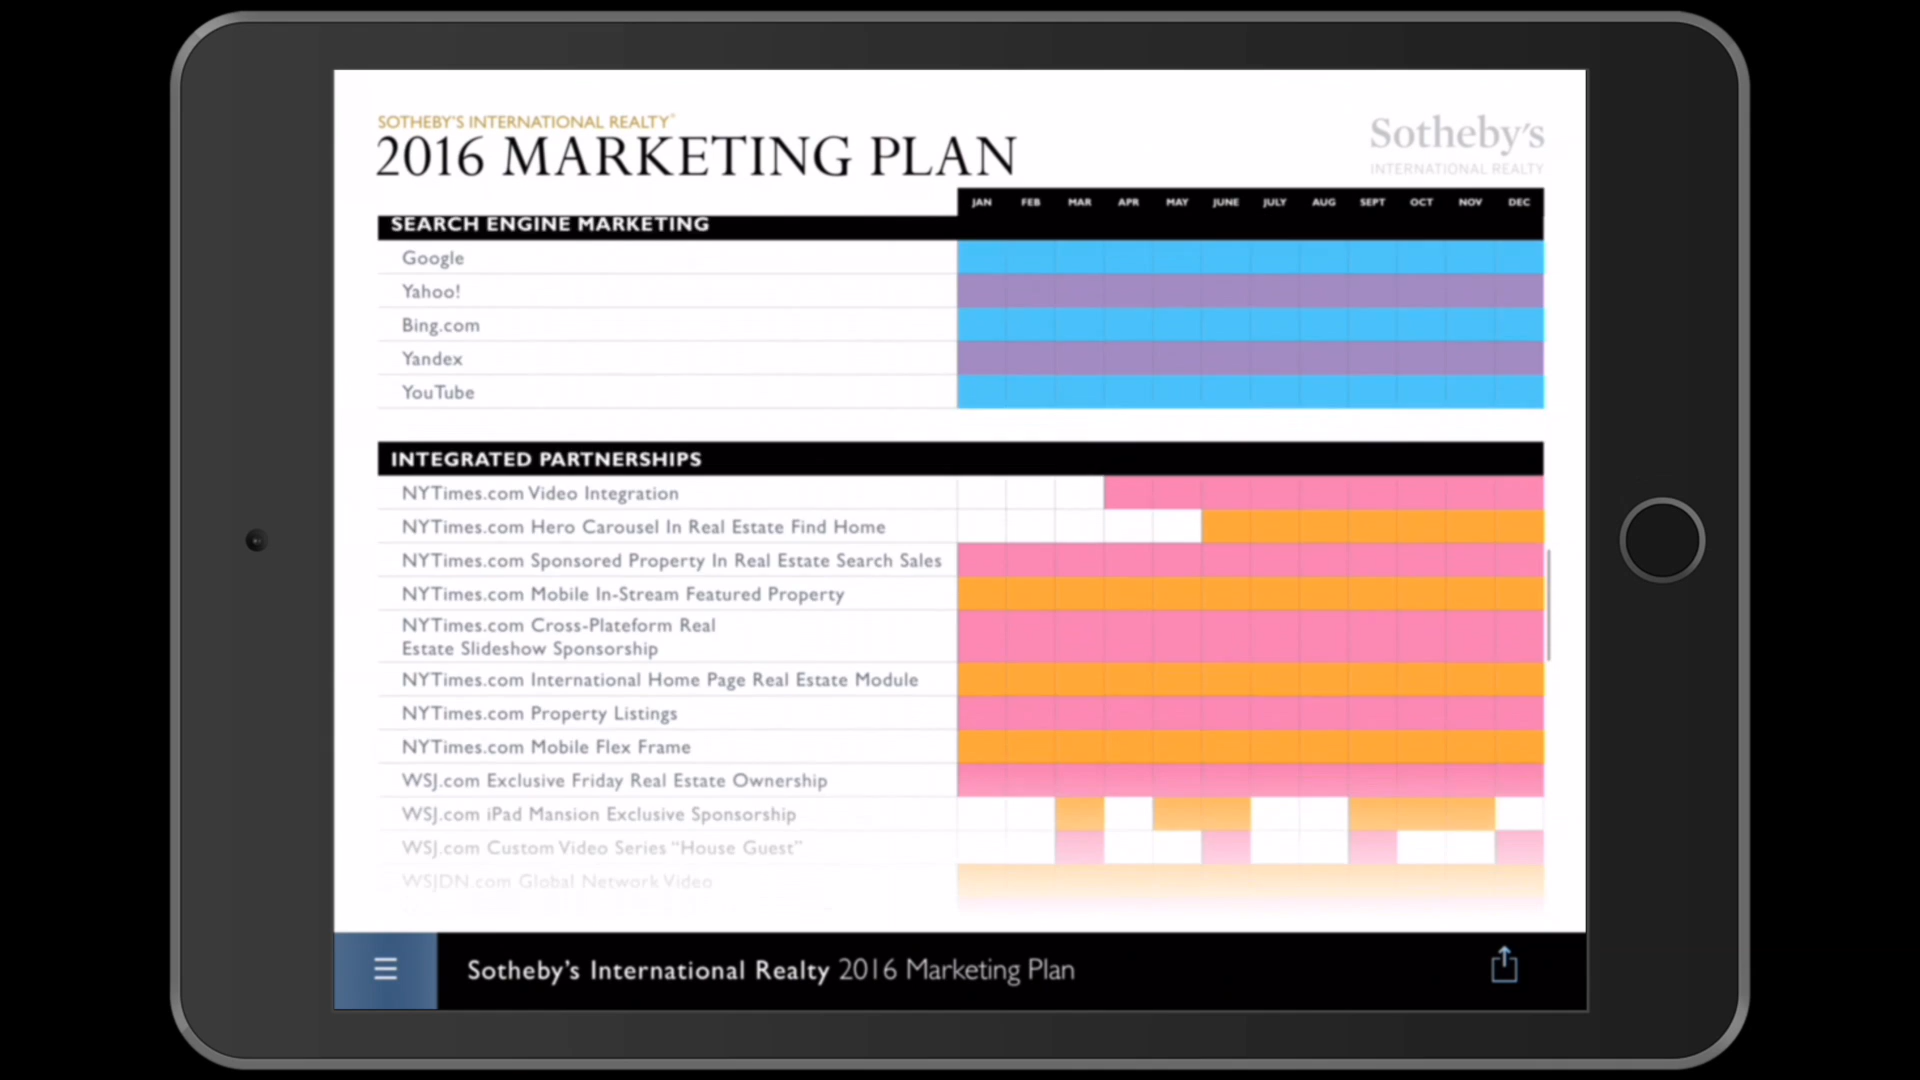 SOTHEBY'S INTERNATIONAL REALTY®
2016 MARKETING PLAN
Sotheby's
INTERNATIONAL REALTY
JAN FEB MAR APR MAY JUNE JULY AUG SEPT OCT NOV DEC
SEARCH ENGINE MARKETING
Google
Yahoo!
Bing.com
Yandex
YouTube
INTEGRATED PARTNERSHIPS
NYTimes.com Video Integration
NYTimes.com Hero Carousel In Real Estate Find Home
NYTimes.com Sponsored Property In Real Estate Search Sales
NYTimes.com Mobile In-Stream Featured Property
NYTimes.com Cross-Plateform Real
Estate Slideshow Sponsorship
NYTimes.com International Home Page Real Estate Module
NYTimes.com Property Listings
NYTimes.com Mobile Flex Frame
WSJ.com Exclusive Friday Real Estate Ownership
WSJ.com iPad Mansion Exclusive Sponsorship
WSJ.com Custom Video Series “House Guest”
WSJDN.com Global Network Video
Sotheby's International Realty 2016 Marketing Plan